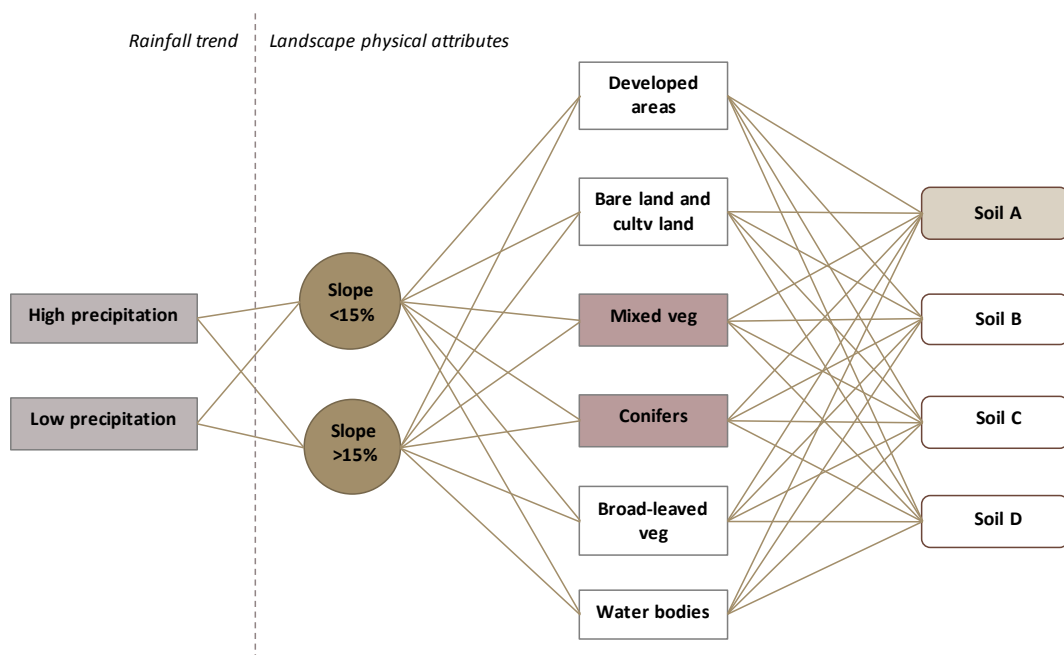 Rainfall trend
Landscape physical attributes
High precipitation
Low precipitation
Slope
<15%
Slope
>15%
Developed
areas
Bare land and
cultv land
Mixed veg
Conifers
Broad-leaved
veg
Water bodies
Soil A
Soil B
Soil C
Soil D